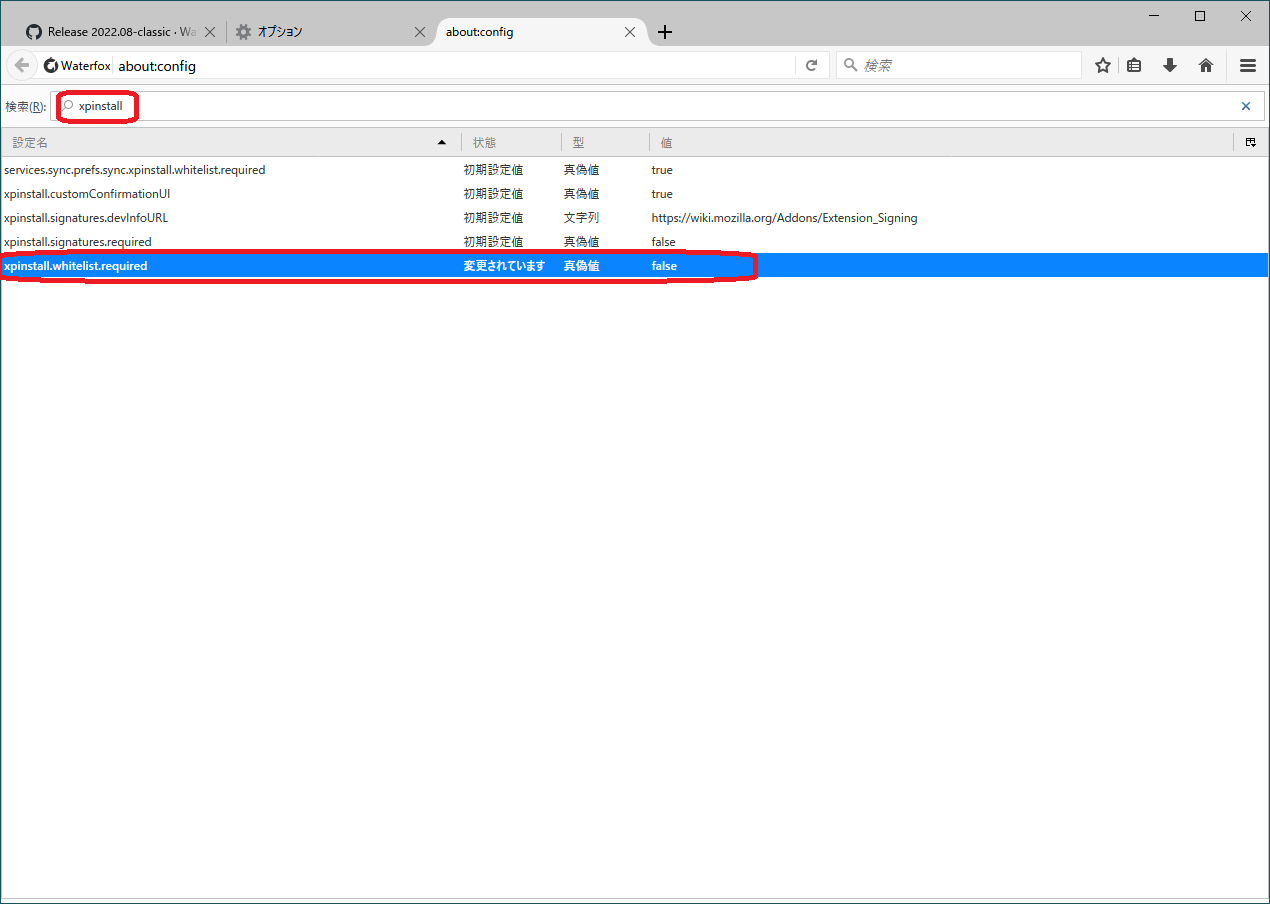 Release 2022.08-classic · Wa
オプション
about:config
Waterfox about:config
検索
検索(R): xpinstall
設定名 状態 型 値
services.sync.prefs.sync.xpinstall.whitelist.required 初期設定値 真偽値 true
xpinstall.customConfirmationUI 初期設定値 真偽値 true
xpinstall.signatures.devInfoURL 初期設定値 文字列 https://wiki.mozilla.org/Addons/Extension_Signing
xpinstall.signatures.required 初期設定値 真偽値 false
xpinstall.whitelist.required 変更されています 真偽値 false